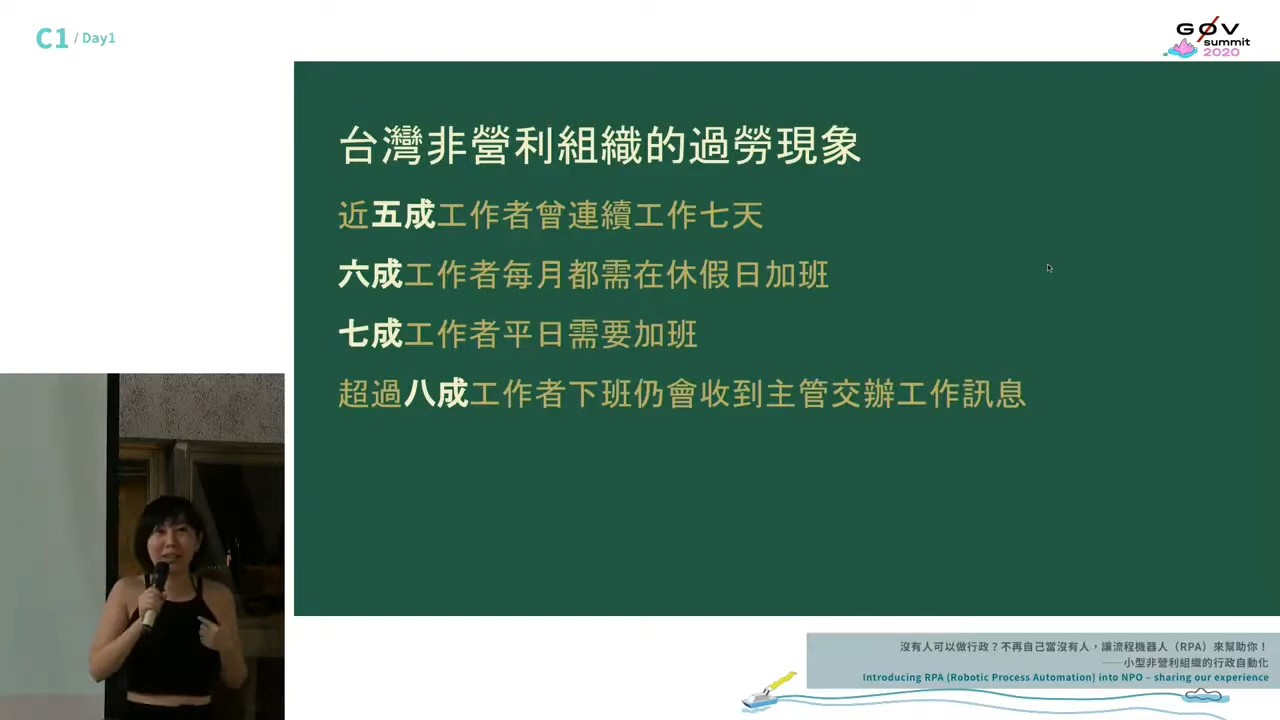 C1 / Day1
GØV
summit
2020
台灣非營利組織的過勞現象
近五成工作者曾連續工作七天
六成工作者每月都需在休假日加班
七成工作者平日需要加班
超過八成工作者下班仍會收到主管交辦工作訊息
沒有人可以做行政？不再自己當沒有人，讓流程機器人（RPA）來幫助你！
——小型非營利組織的行政自動化
Introducing RPA (Robotic Process Automation) into NPO – sharing our experience